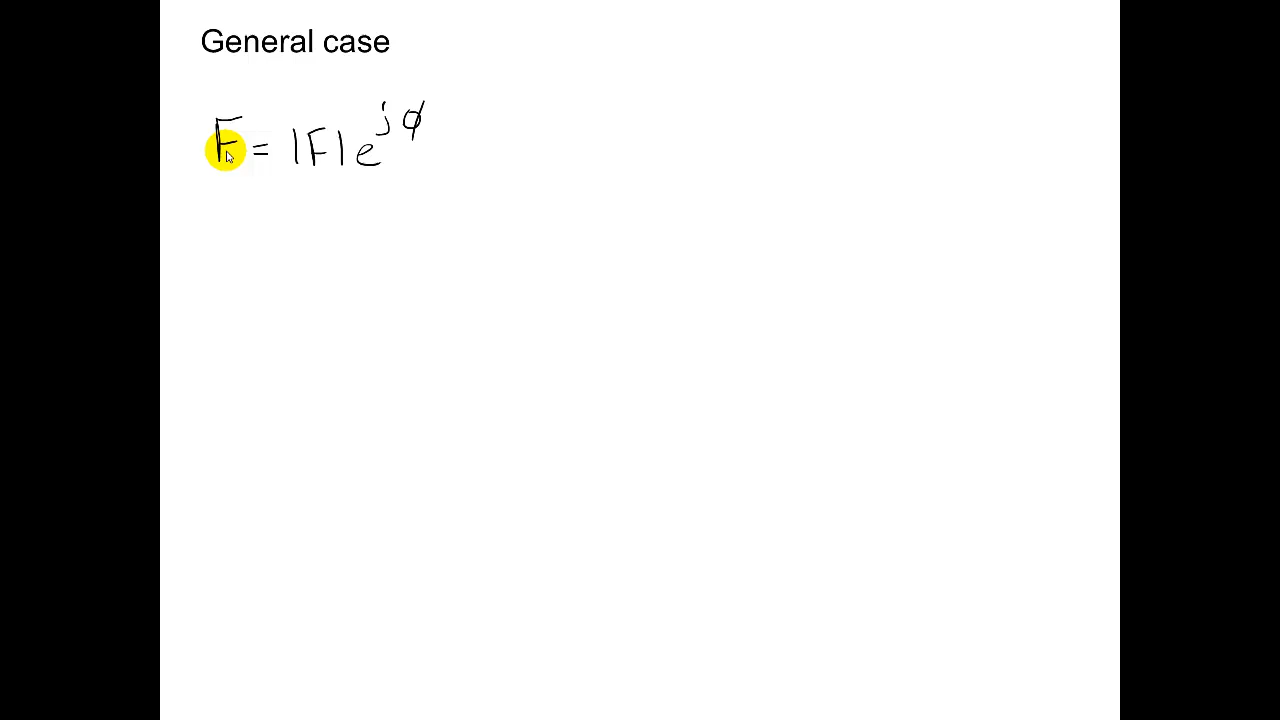 General case
F = |F| e^{jϕ}